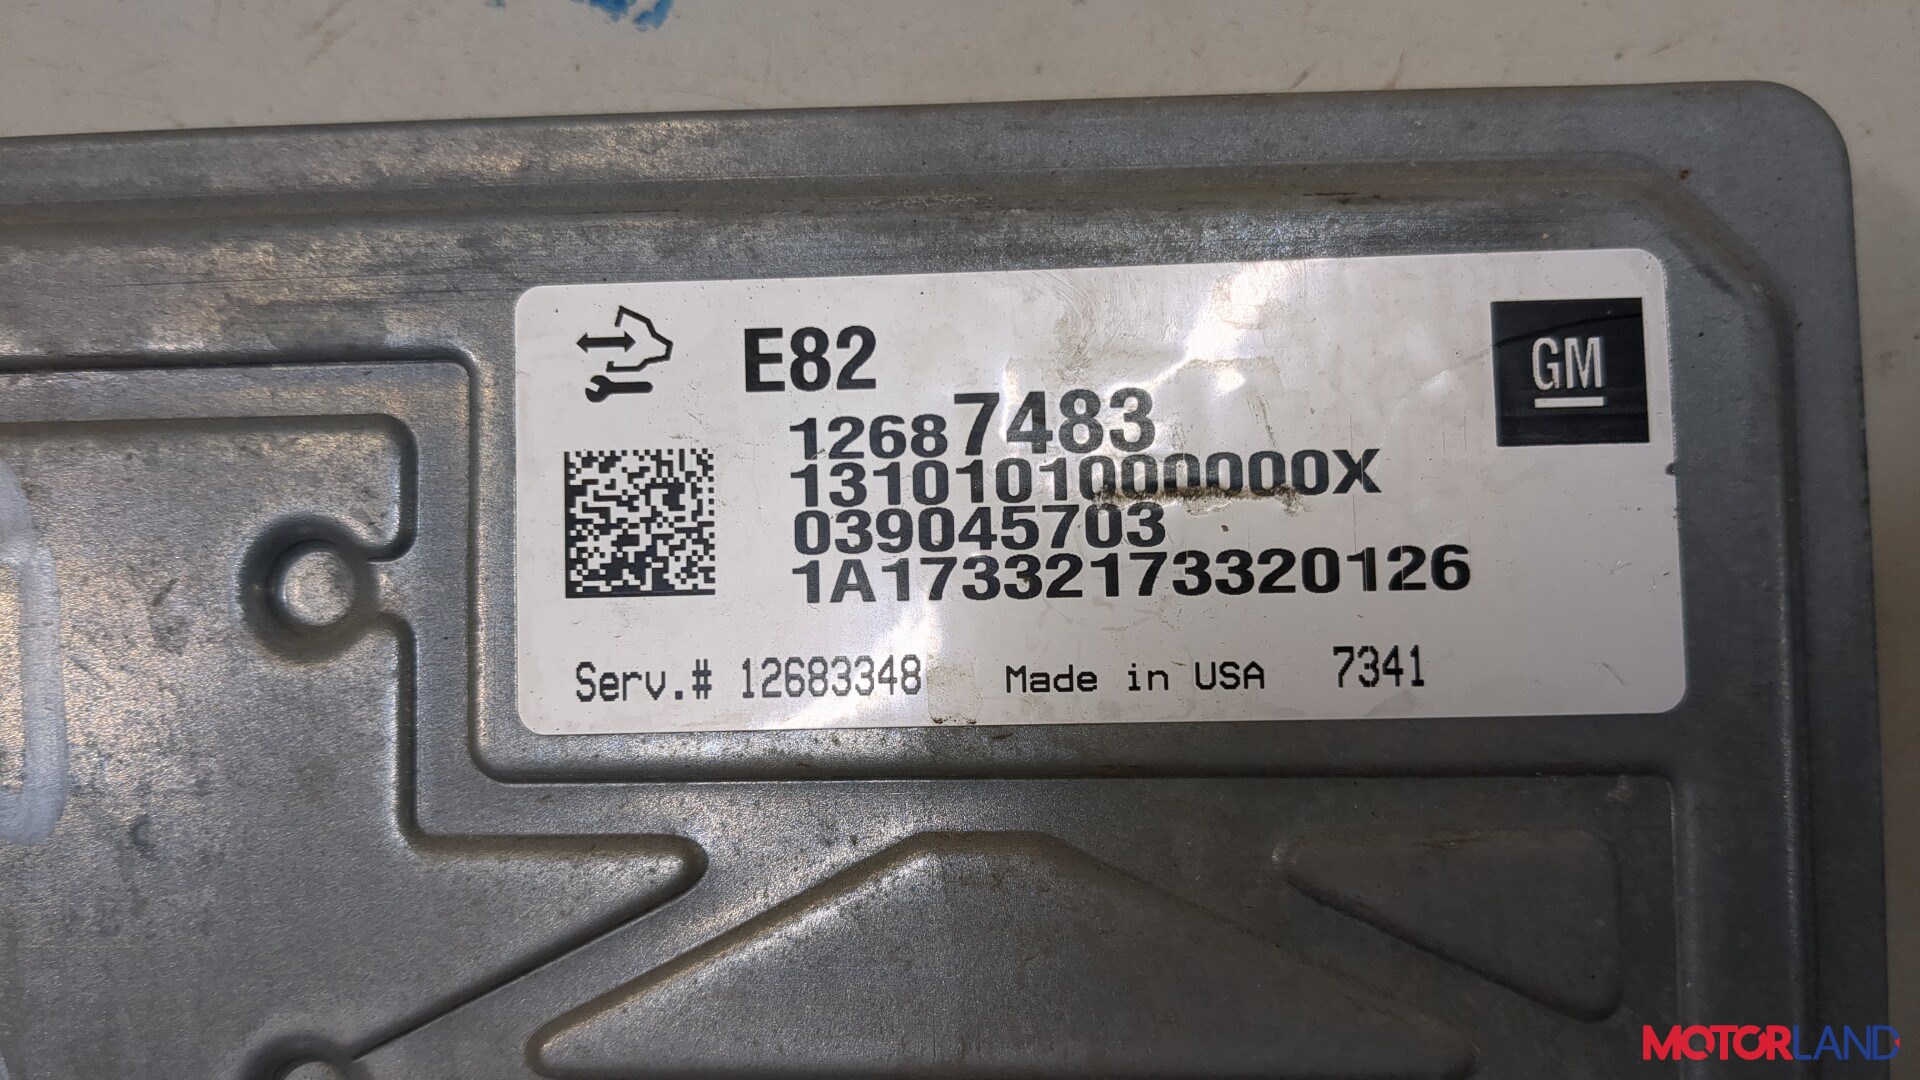 E82
GM
12687483
1310101000000X
039045703
1A17332173320126
Serv.# 12683348 Made in USA 7341
MOTORLAND